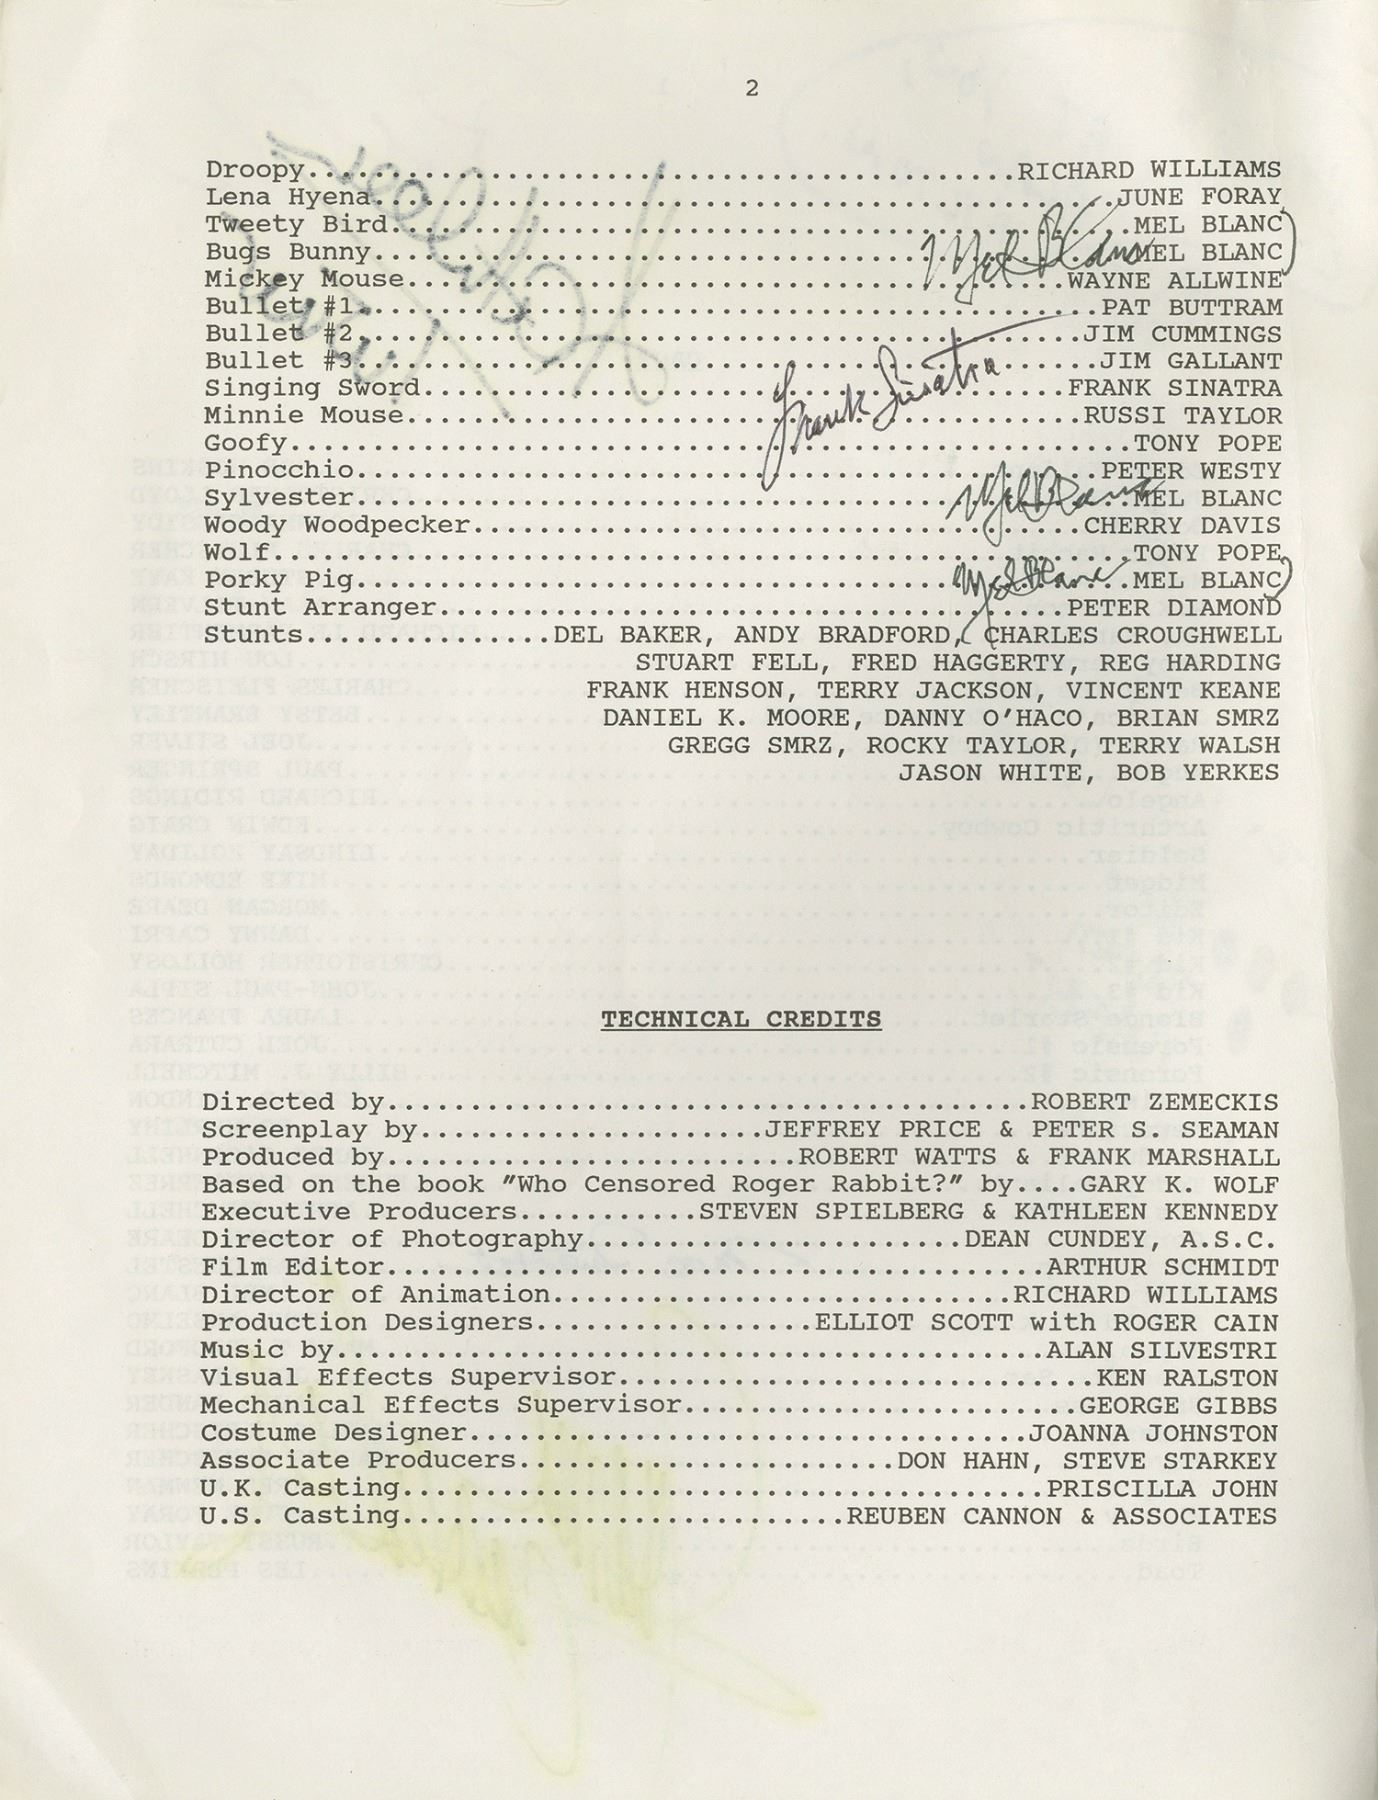 2
Droopy..........................................RICHARD WILLIAMS
Lena Hyena............................................JUNE FORAY
Tweety Bird............................................MEL BLANC
Bugs Bunny.............................................MEL BLANC
Mel Blanc
Mickey Mouse.......................................WAYNE ALLWINE
Bullet #1............................................PAT BUTTRAM
Bullet #2...........................................JIM CUMMINGS
Bullet #3............................................JIM GALLANT
Singing Sword......................................FRANK SINATRA
Frank Sinatra
Minnie Mouse........................................RUSSI TAYLOR
Goofy..................................................TONY POPE
Pinocchio............................................PETER WESTY
Sylvester..............................................MEL BLANC
Mel Blanc
Woody Woodpecker....................................CHERRY DAVIS
Wolf...................................................TONY POPE
Porky Pig..............................................MEL BLANC
Mel Blanc
Stunt Arranger.....................................PETER DIAMOND
Stunts...............DEL BAKER, ANDY BRADFORD, CHARLES CROUGHWELL
STUART FELL, FRED HAGGERTY, REG HARDING
FRANK HENSON, TERRY JACKSON, VINCENT KEANE
DANIEL K. MOORE, DANNY O'HACO, BRIAN SMRZ
GREGG SMRZ, ROCKY TAYLOR, TERRY WALSH
JASON WHITE, BOB YERKES
TECHNICAL CREDITS
Directed by.......................................ROBERT ZEMECKIS
Screenplay by.....................JEFFREY PRICE & PETER S. SEAMAN
Produced by.........................ROBERT WATTS & FRANK MARSHALL
Based on the book "Who Censored Roger Rabbit?" by....GARY K. WOLF
Executive Producers...........STEVEN SPIELBERG & KATHLEEN KENNEDY
Director of Photography.......................DEAN CUNDEY, A.S.C.
Film Editor........................................ARTHUR SCHMIDT
Director of Animation............................RICHARD WILLIAMS
Production Designers.................ELLIOT SCOTT with ROGER CAIN
Music by...........................................ALAN SILVESTRI
Visual Effects Supervisor.............................KEN RALSTON
Mechanical Effects Supervisor........................GEORGE GIBBS
Costume Designer..................................JOANNA JOHNSTON
Associate Producers.......................DON HAHN, STEVE STARKEY
U.K. Casting.......................................PRISCILLA JOHN
U.S. Casting...........................REUBEN CANNON & ASSOCIATES